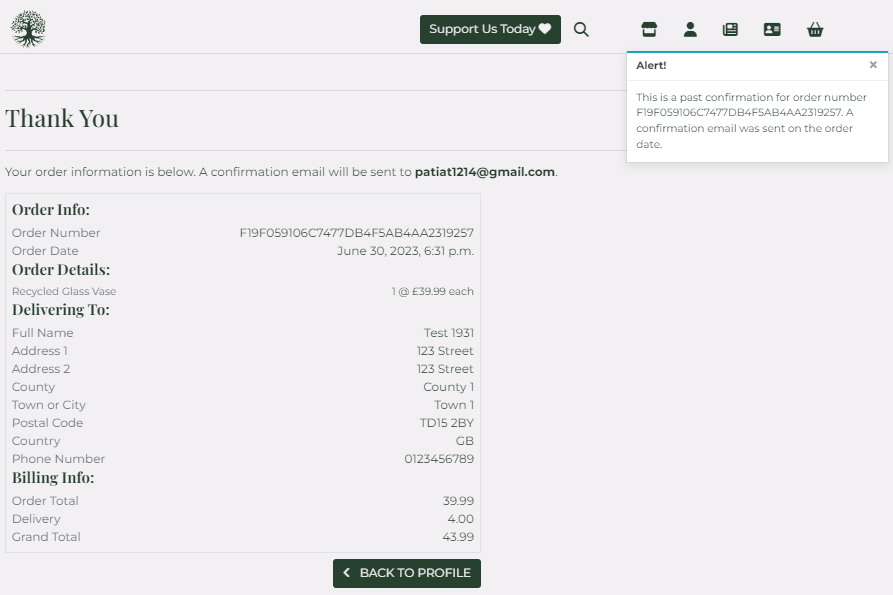 Support Us Today
Alert!
×
This is a past confirmation for order number
F19F059106C7477DB4F5AB4AA2319257. A
confirmation email was sent on the order
date.
Thank You
Your order information is below. A confirmation email will be sent to patiat1214@gmail.com.
Order Info:
Order Number F19F059106C7477DB4F5AB4AA2319257
Order Date June 30, 2023, 6:31 p.m.
Order Details:
Recycled Glass Vase 1 @ £39.99 each
Delivering To:
Full Name Test 1931
Address 1 123 Street
Address 2 123 Street
County County 1
Town or City Town 1
Postal Code TD15 2BY
Country GB
Phone Number 0123456789
Billing Info:
Order Total 39.99
Delivery 4.00
Grand Total 43.99
BACK TO PROFILE